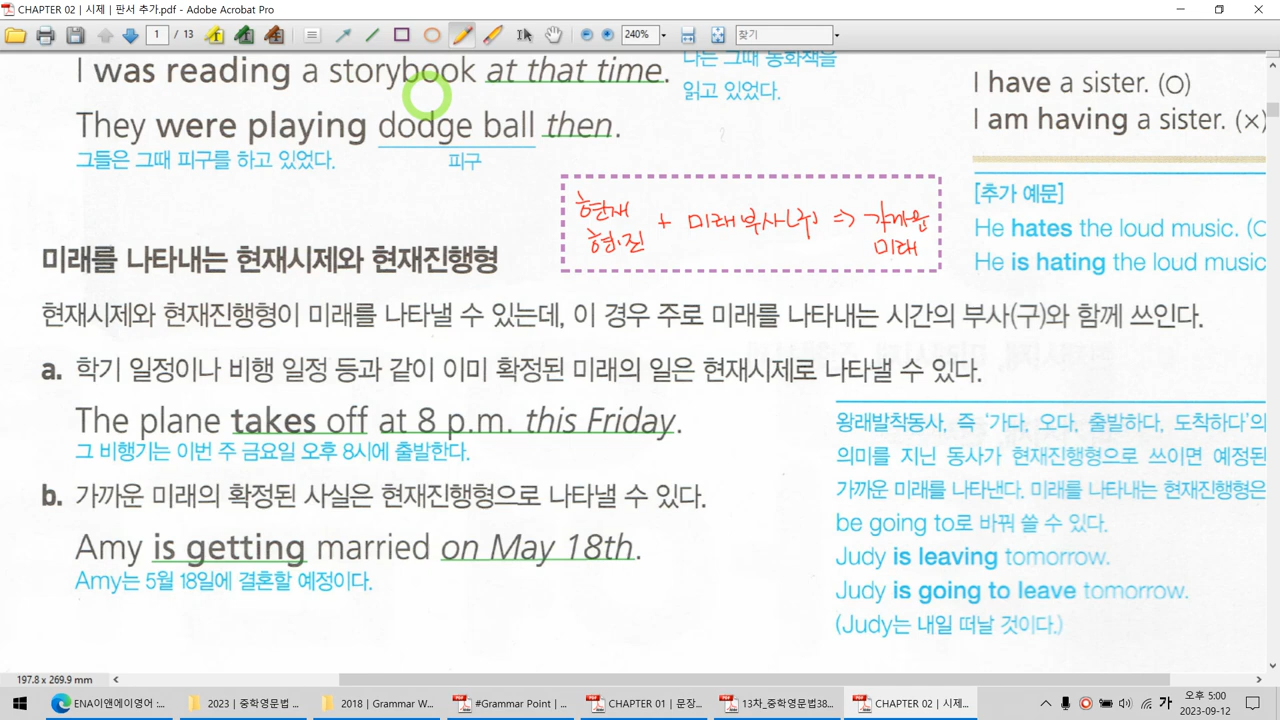 CHAPTER 02 | 시제 | 판서 추가.pdf - Adobe Acrobat Pro
1 / 13
240%
찾기
I was reading a storybook at that time.
나는 그때 동화책을
읽고 있었다.
They were playing dodge ball then.
그들은 그때 피구를 하고 있었다.
피구
I have a sister. (○)
I am having a sister. (×)
[추가 예문]
He hates the loud music. (
He is hating the loud music
현재
현·진
+ 미래부사(구) => 가까운
미래
미래를 나타내는 현재시제와 현재진행형
현재시제와 현재진행형이 미래를 나타낼 수 있는데, 이 경우 주로 미래를 나타내는 시간의 부사(구)와 함께 쓰인다.
a. 학기 일정이나 비행 일정 등과 같이 이미 확정된 미래의 일은 현재시제로 나타낼 수 있다.
The plane takes off at 8 p.m. this Friday.
그 비행기는 이번 주 금요일 오후 8시에 출발한다.
b. 가까운 미래의 확정된 사실은 현재진행형으로 나타낼 수 있다.
Amy is getting married on May 18th.
Amy는 5월 18일에 결혼할 예정이다.
왕래발착동사, 즉 ‘가다, 오다, 출발하다, 도착하다’의
의미를 지닌 동사가 현재진행형으로 쓰이면 예정된
가까운 미래를 나타낸다. 미래를 나타내는 현재진행형은
be going to로 바꿔 쓸 수 있다.
Judy is leaving tomorrow.
Judy is going to leave tomorrow.
(Judy는 내일 떠날 것이다.)
197.8 x 269.9 mm
ENA이앤에이영어 :...
2023 | 중학영문법 ...
2018 | Grammar W...
#Grammar Point | ...
CHAPTER 01 | 문장...
13차_중학영문법38...
CHAPTER 02 | 시제...
가
오후 5:00
2023-09-12